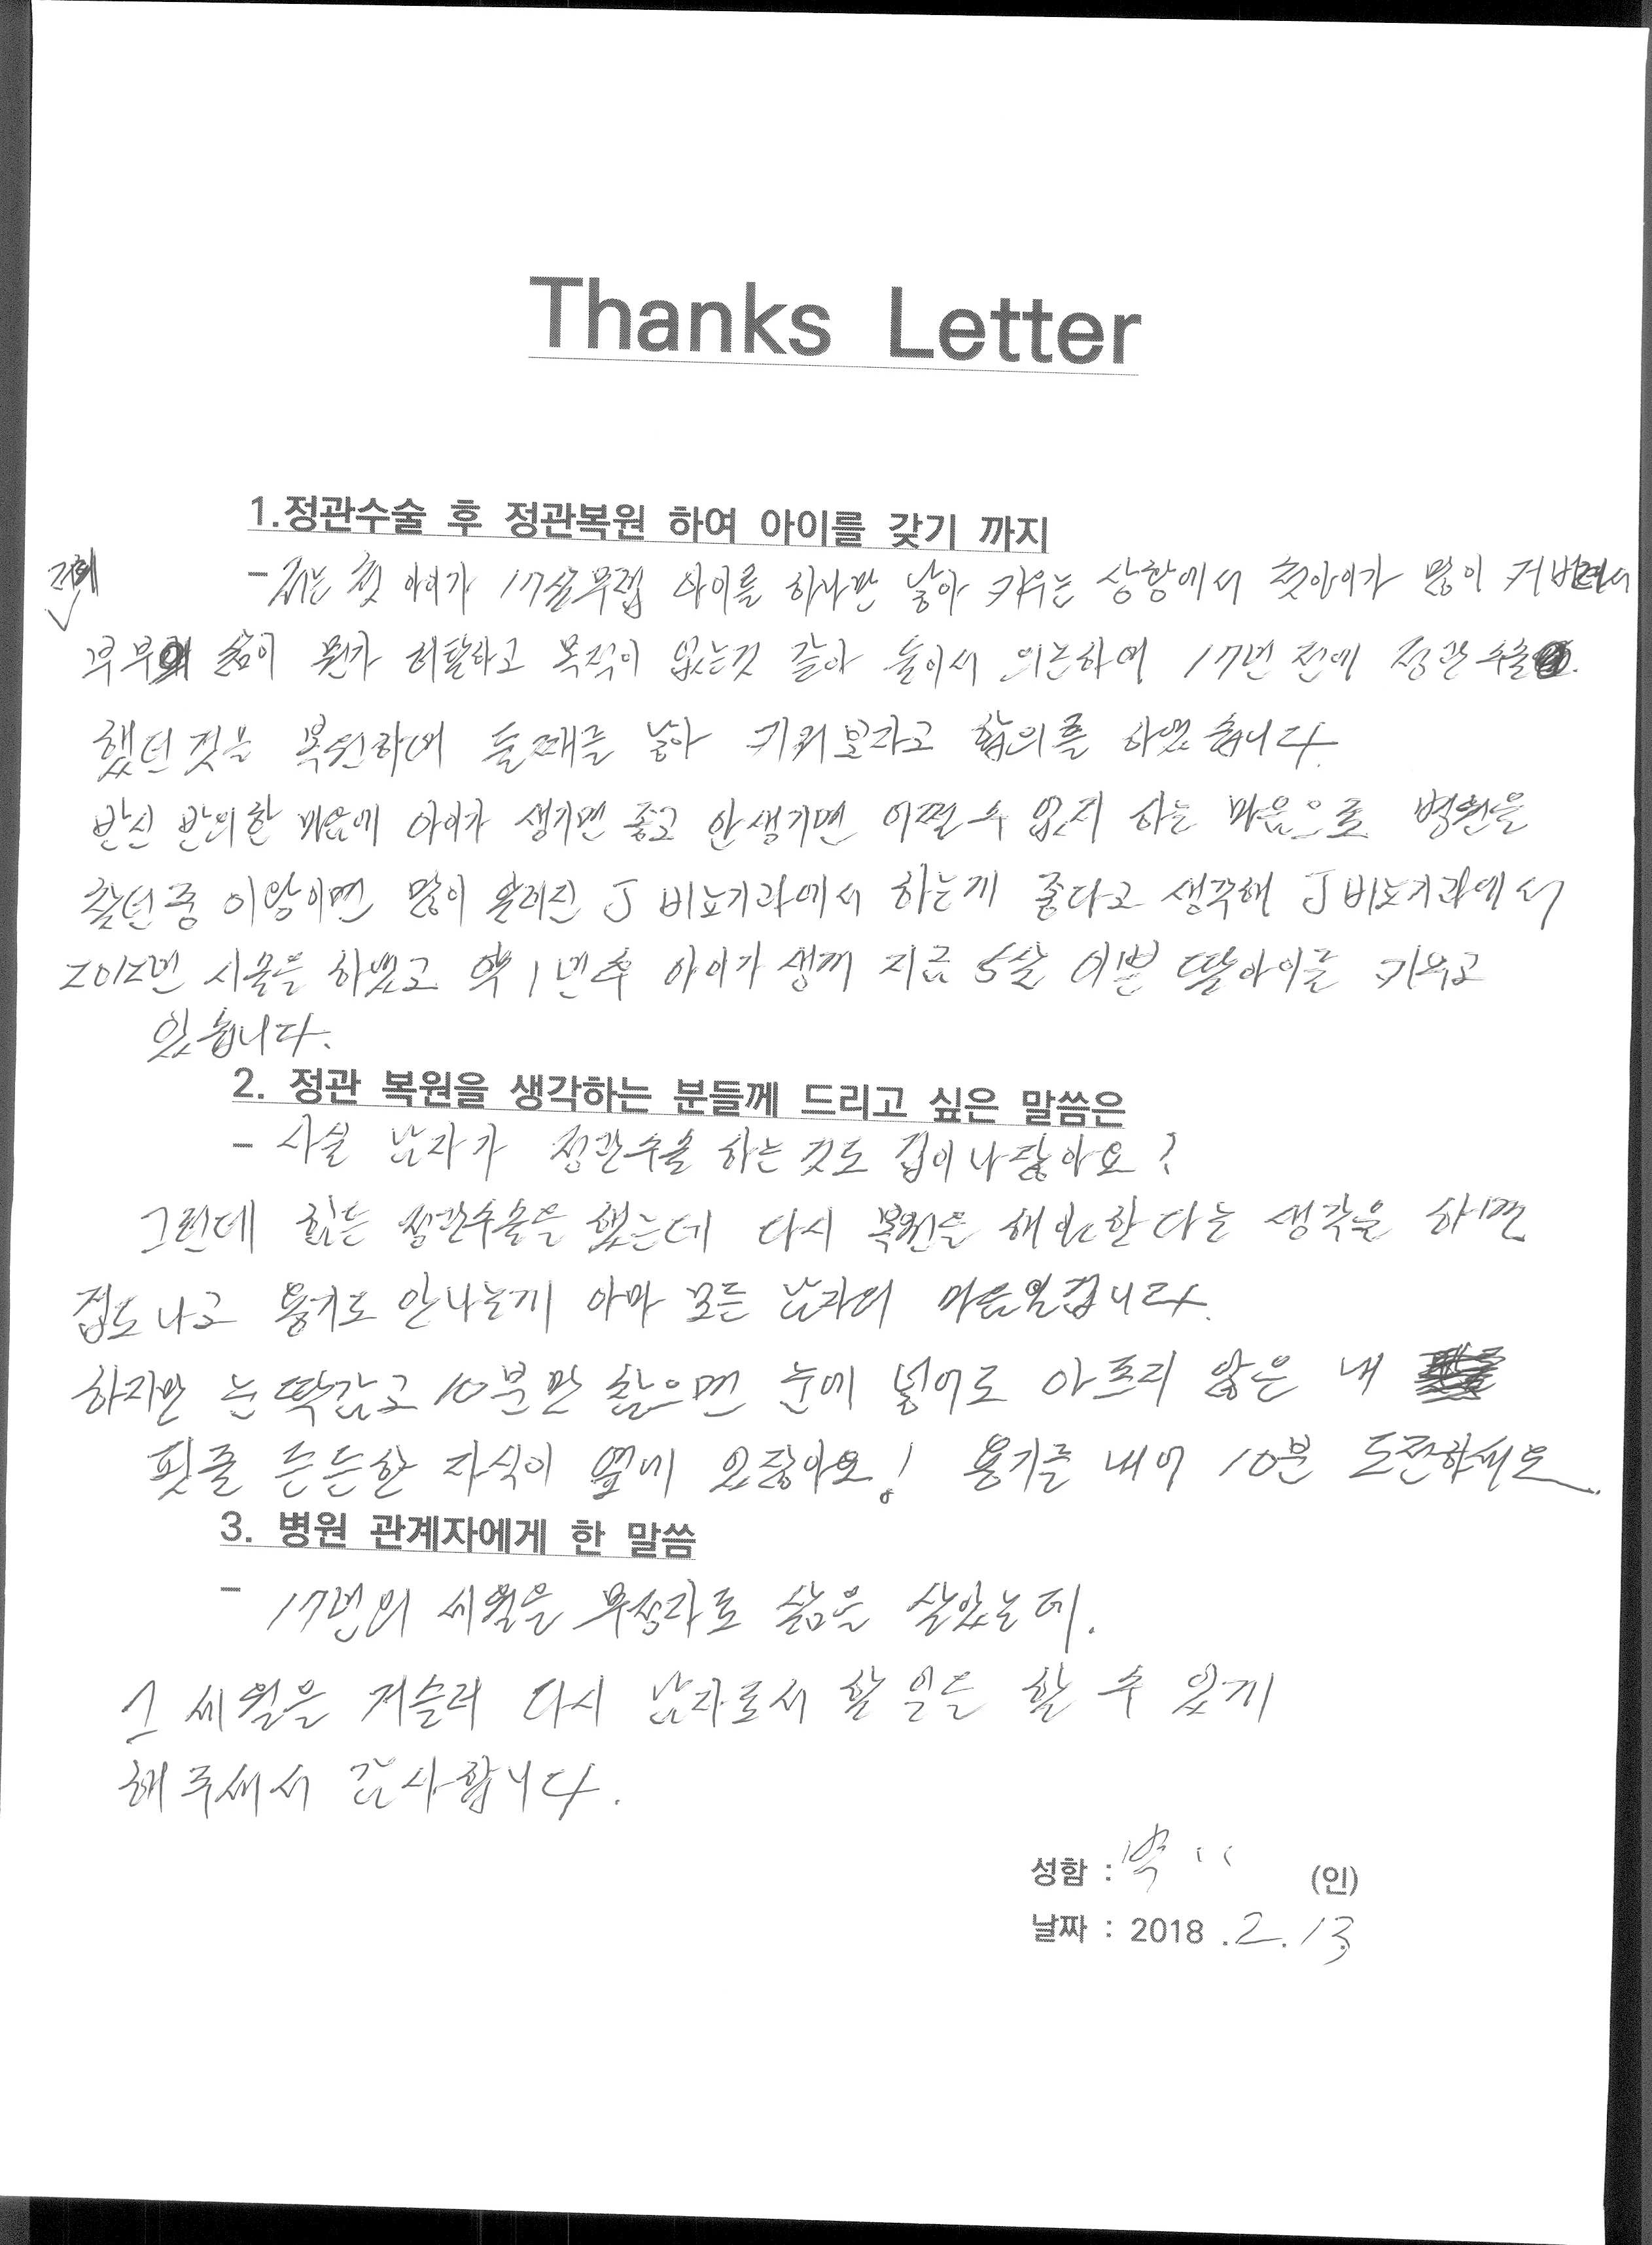 Thanks Letter
1.정관수술 후 정관복원 하여 아이를 갖기 까지
- 저는 첫 아이가 17살무렵 아이를 하나만 낳아 키우는 상황에서 첫아이가 많이 커버려서
저희 부부 삶이 뭔가 허탈하고 목적이 없는것 같아 둘이서 의논하여 17년 전에 정관수술
했던것을 복원하여 둘째를 낳아 키워보자고 합의를 하였습니다.
반신 반의한 마음에 아이가 생기면 좋고 안생기면 어쩔 수 없지 하는 마음으로 병원을
찾던중 이왕이면 많이 알려진 J 비뇨기과에서 하는게 좋다고 생각해 J비뇨기과에서
2012년 시술을 하였고 약 1년후 아이가 생겨 지금 5살 이쁜 딸아이를 키우고
있습니다.
2. 정관 복원을 생각하는 분들께 드리고 싶은 말씀은
- 사실 남자가 정관수술 하는 것도 겁이나잖아요?
그런데 힘든 정관수술을 했는데 다시 복원을 해야한다는 생각을 하면
겁도나고 용기도 안나는게 아마 모든 남자의 마음일겁니다.
하지만 눈 딱감고 10분만 참으면 눈에 넣어도 아프지 않은 내
핏줄 든든한 자식이 옆에 있잖아요! 용기를 내어 10분 도전하세요.
3. 병원 관계자에게 한 말씀
- 17년의 세월을 무정자로 삶을 살았는데.
그 세월을 거슬러 다시 남자로서 할 일을 할 수 있게
해주셔서 감사합니다.
성함 : 박 (인)
날짜 : 2018 .2.13